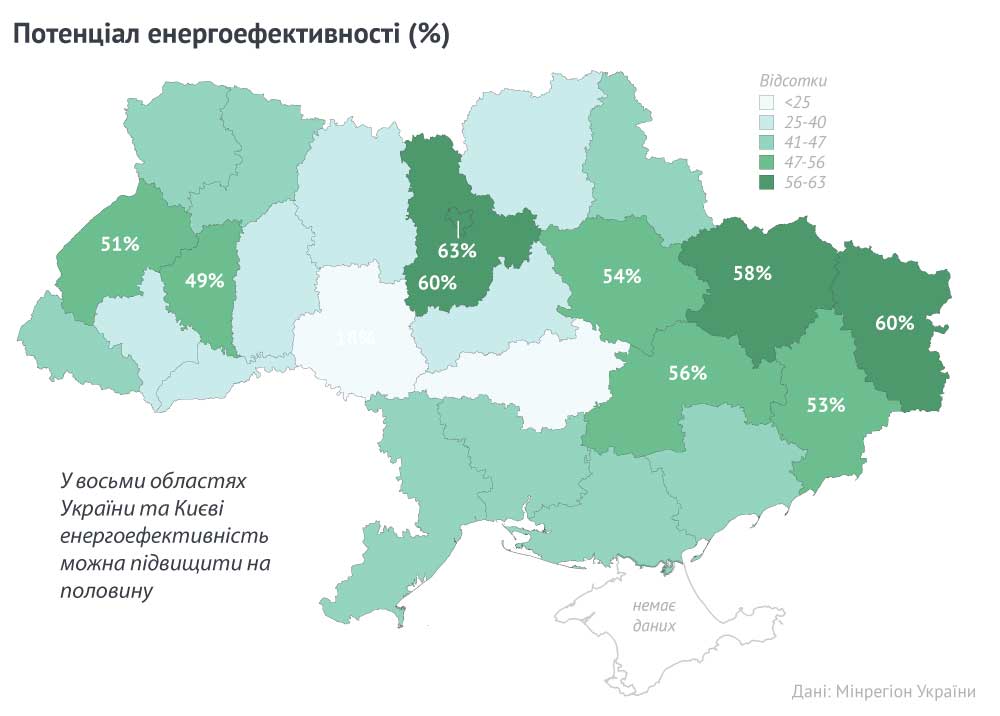 Потенціал енергоефективності (%)
Відсотки
<25
25-40
41-47
47-56
56-63
51%
49%
63%
60%
54%
58%
60%
56%
53%
У восьми областях
України та Києві
енергоефективність
можна підвищити на
половину
немає
даних
Дані: Мінрегіон України